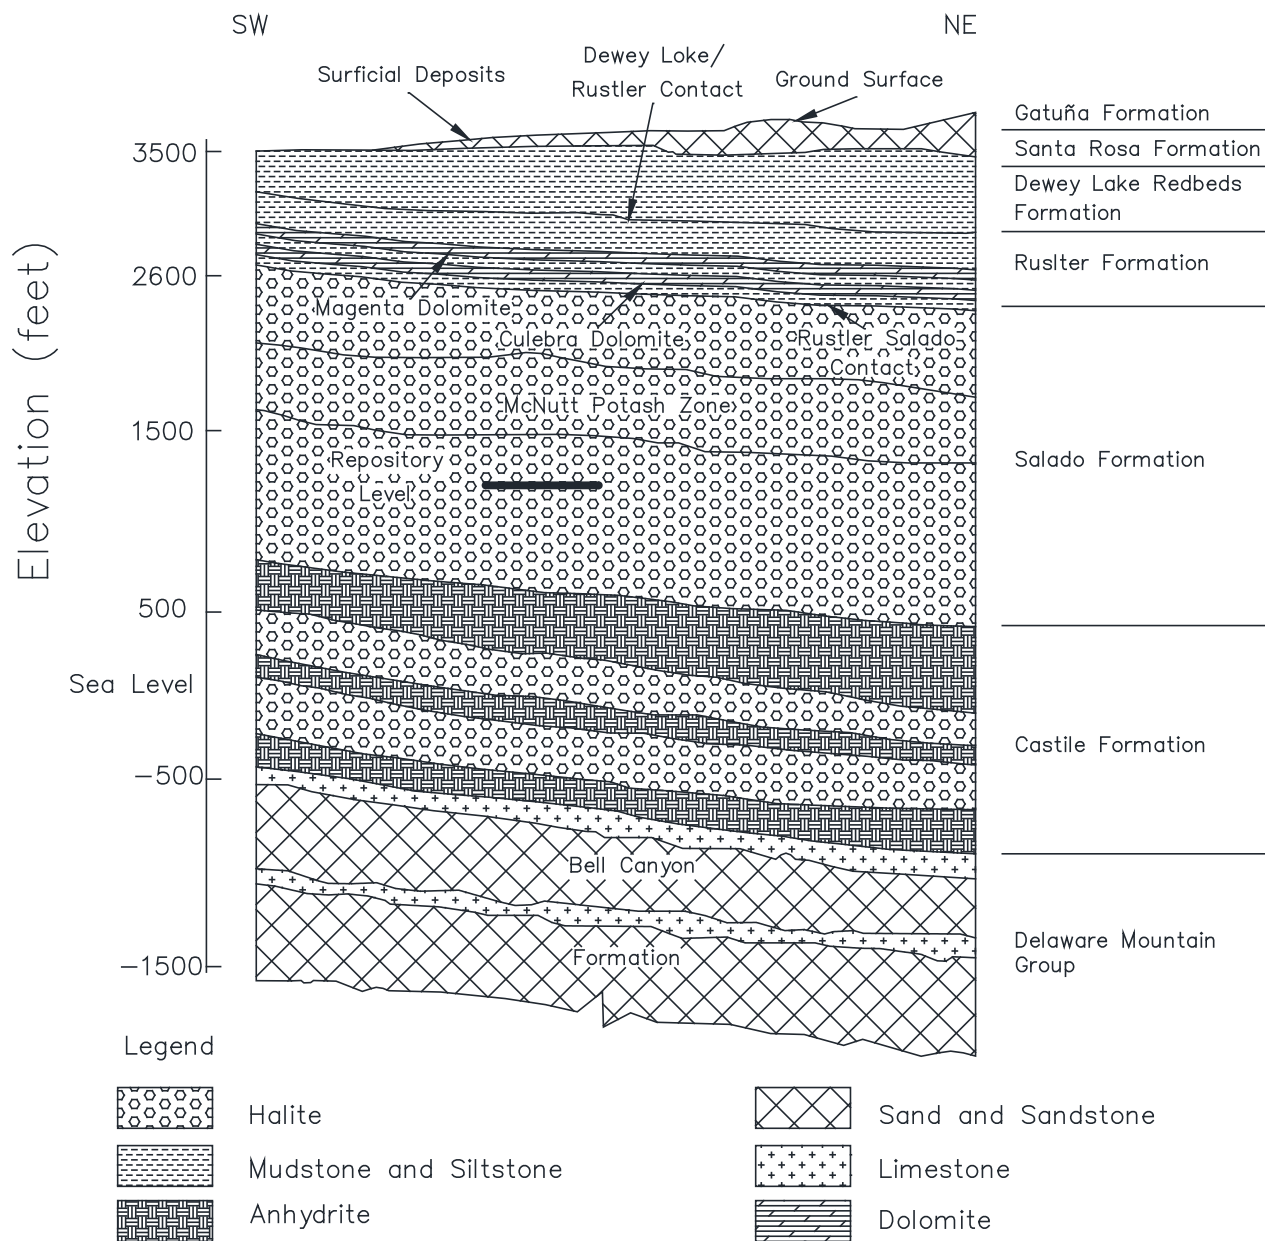 SW
NE
Dewey Loke/
Rustler Contact
Surficial Deposits
Ground Surface
Gatuña Formation
Santa Rosa Formation
Dewey Lake Redbeds
Formation
Ruslter Formation
Salado Formation
Castile Formation
Delaware Mountain
Group
Elevation (feet)
3500
2600
1500
500
Sea Level
−500
−1500
Magenta Dolomite
Culebra Dolomite
Rustler Salado
Contact
McNutt Potash Zone
Repository
Level
Bell Canyon
Formation
Legend
Halite
Mudstone and Siltstone
Anhydrite
Sand and Sandstone
Limestone
Dolomite